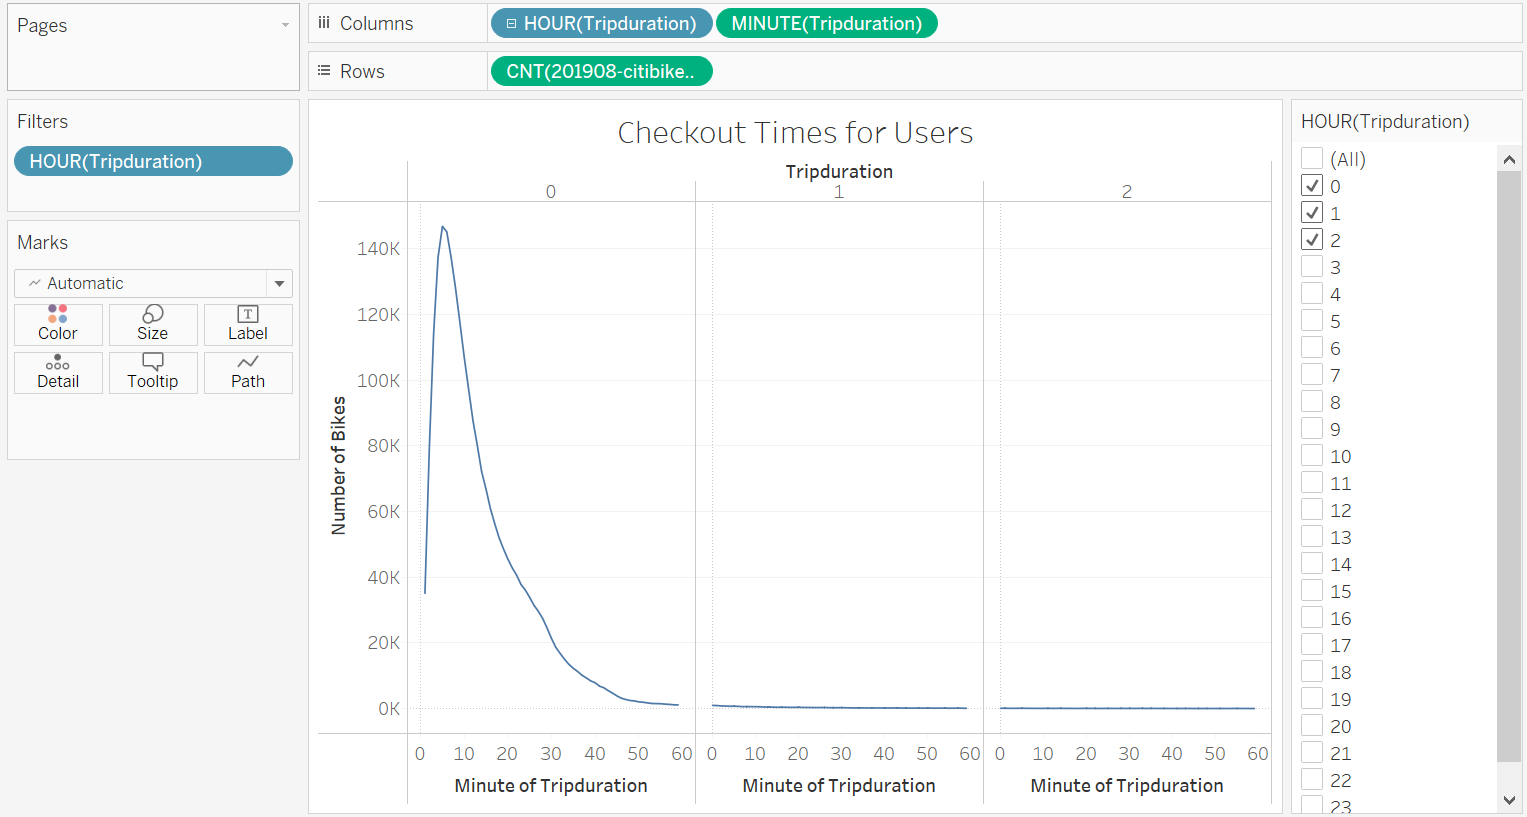 Pages
Columns
HOUR(Tripduration)
MINUTE(Tripduration)
Rows
CNT(201908-citibike..
Filters
HOUR(Tripduration)
Marks
Automatic
Color
Size
Label
Detail
Tooltip
Path
Checkout Times for Users
Tripduration
0 1 2
Number of Bikes
140K
120K
100K
80K
60K
40K
20K
0K
0 10 20 30 40 50 60 0 10 20 30 40 50 60 0 10 20 30 40 50 60
Minute of Tripduration Minute of Tripduration Minute of Tripduration
HOUR(Tripduration)
(All)
0
1
2
3
4
5
6
7
8
9
10
11
12
13
14
15
16
17
18
19
20
21
22
23